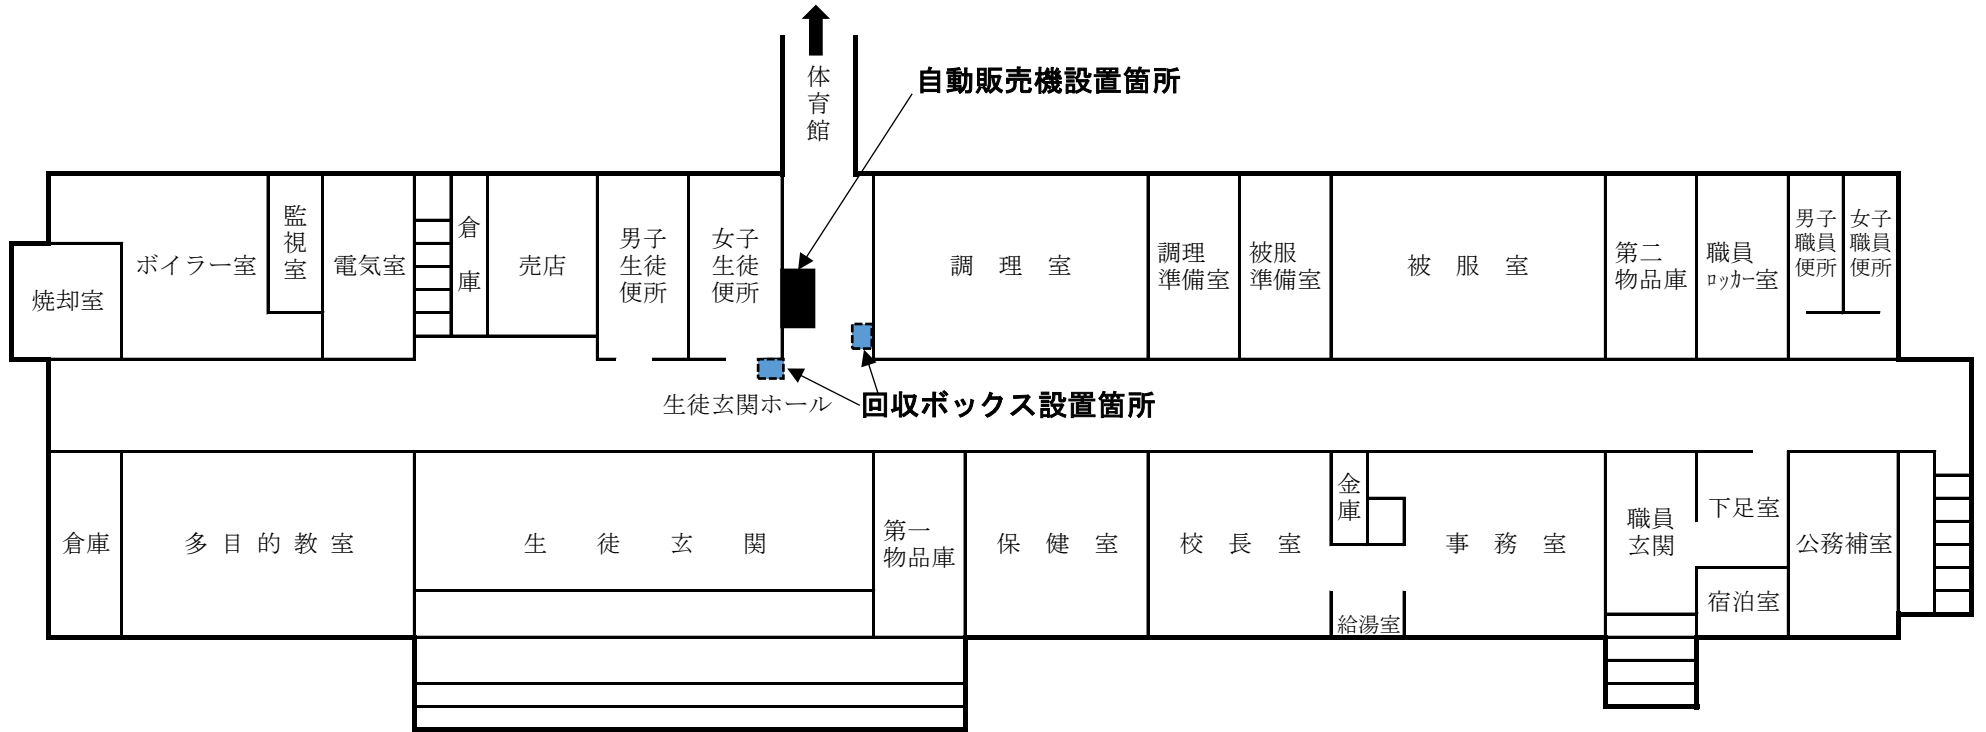 体育館
自動販売機設置箇所
焼却室
ボイラー室
監視室
電気室
倉庫
売店
男子
生徒
便所
女子
生徒
便所
調理室
調理
準備室
被服
準備室
被服室
第二
物品庫
職員
ﾛｯｶｰ室
男子
職員
便所
女子
職員
便所
生徒玄関ホール
回収ボックス設置箇所
倉庫
多目的教室
生徒玄関
第一
物品庫
保健室
校長室
金庫
給湯室
事務室
職員
玄関
下足室
宿泊室
公務補室